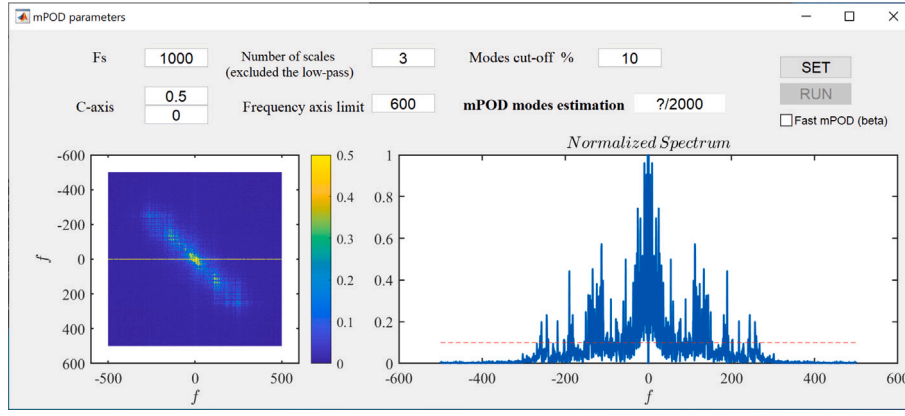 mPOD parameters
Fs 1000 Number of scales (excluded the low-pass) 3 Modes cut-off % 10 SET
C-axis 0.5 0 Frequency axis limit 600 mPOD modes estimation ?/2000 RUN
Fast mPOD (beta)
Normalized Spectrum
-600
-400
-200
0
200
400
600
f
-500 0 500
f
0.5
0.4
0.3
0.2
0.1
0
1
0.8
0.6
0.4
0.2
0
-600 -400 -200 0 200 400 600
f